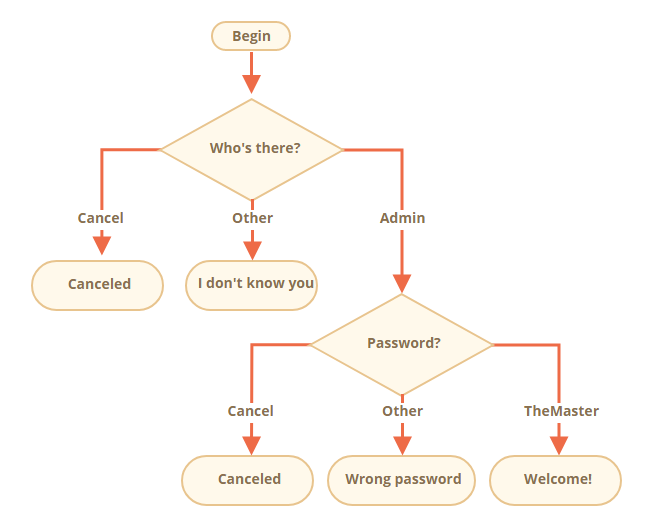 Begin
Who's there?
Cancel
Other
Admin
Canceled
I don't know you
Password?
Cancel
Other
TheMaster
Canceled
Wrong password
Welcome!